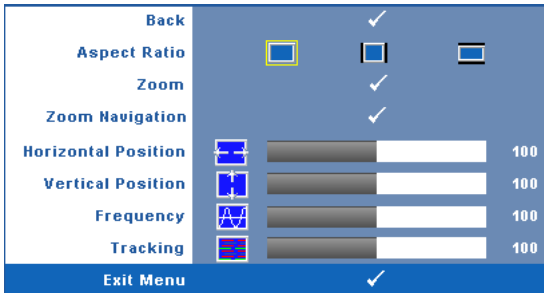 Back
Aspect Ratio
Zoom
Zoom Navigation
Horizontal Position 100
Vertical Position 100
Frequency 100
Tracking 100
Exit Menu